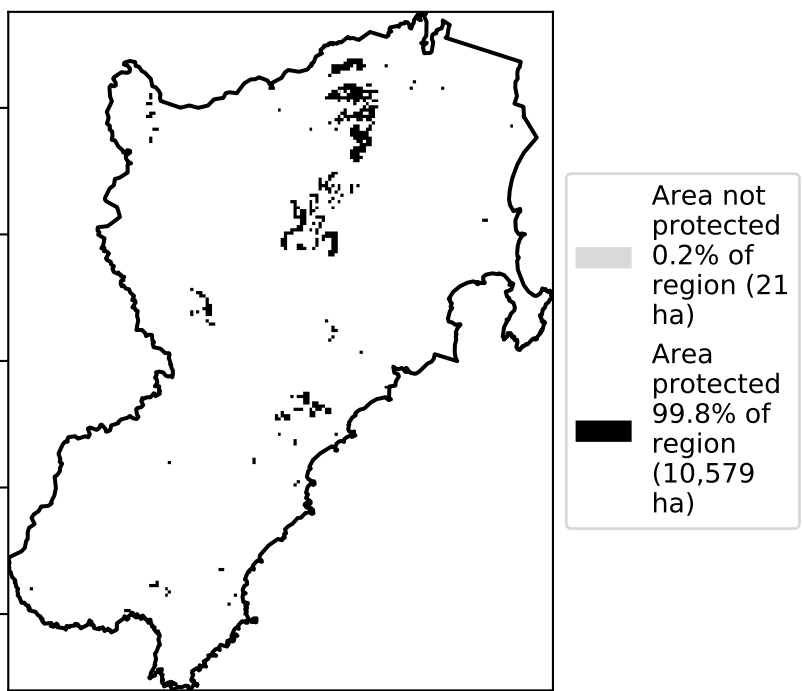 Area not
protected
0.2% of
region (21
ha)
Area
protected
99.8% of
region
(10,579
ha)